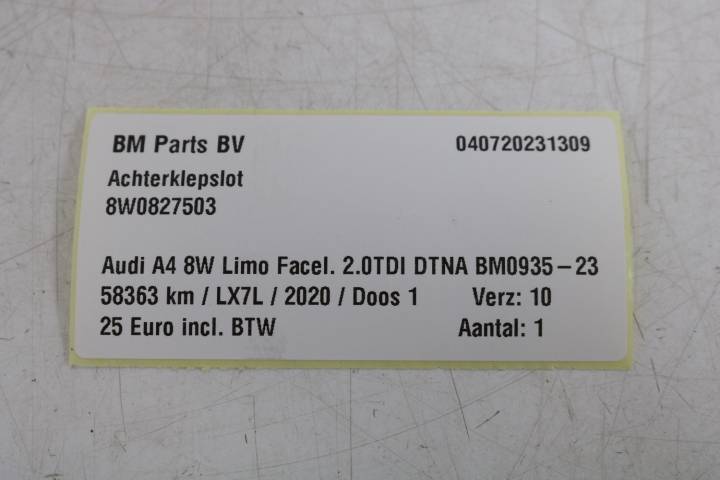 BM Parts BV 040720231309
Achterklepslot
8W0827503
Audi A4 8W Limo Facel. 2.0TDI DTNA BM0935-23
58363 km / LX7L / 2020 / Doos 1 Verz: 10
25 Euro incl. BTW Aantal: 1